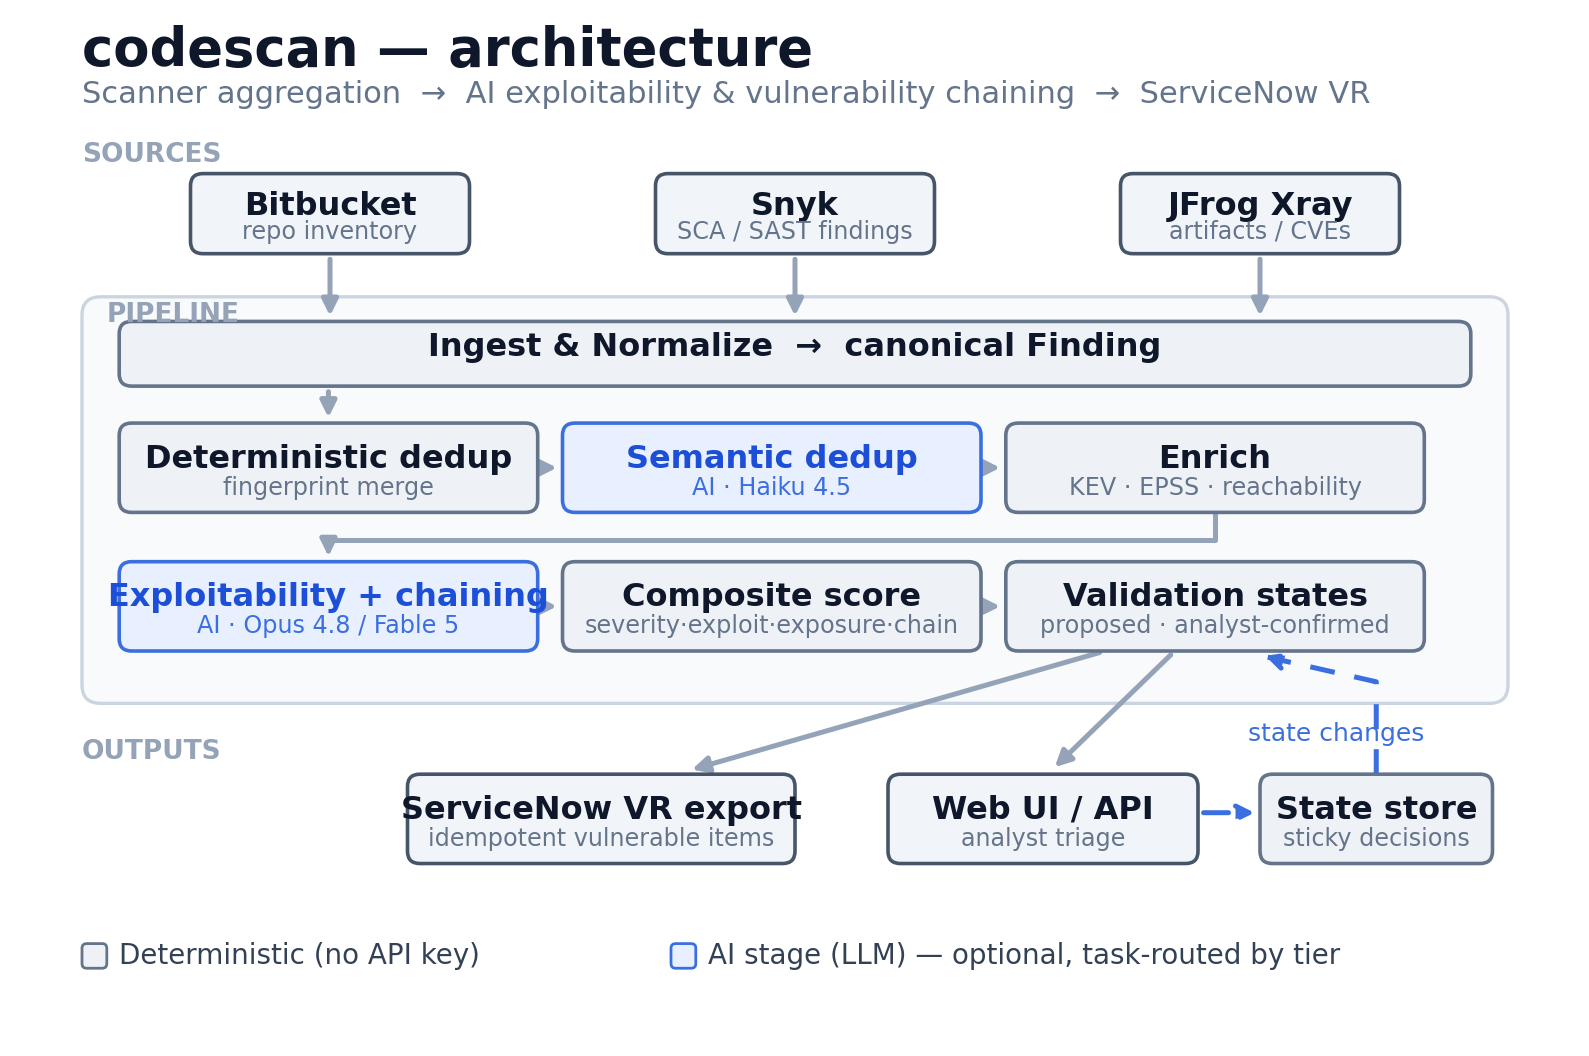 codescan — architecture
Scanner aggregation → AI exploitability & vulnerability chaining → ServiceNow VR
SOURCES
Bitbucket
repo inventory
Snyk
SCA / SAST findings
JFrog Xray
artifacts / CVEs
PIPELINE
Ingest & Normalize → canonical Finding
Deterministic dedup
fingerprint merge
Semantic dedup
AI · Haiku 4.5
Enrich
KEV · EPSS · reachability
Exploitability + chaining
AI · Opus 4.8 / Fable 5
Composite score
severity·exploit·exposure·chain
Validation states
proposed · analyst-confirmed
state changes
OUTPUTS
ServiceNow VR export
idempotent vulnerable items
Web UI / API
analyst triage
State store
sticky decisions
Deterministic (no API key)
AI stage (LLM) — optional, task-routed by tier